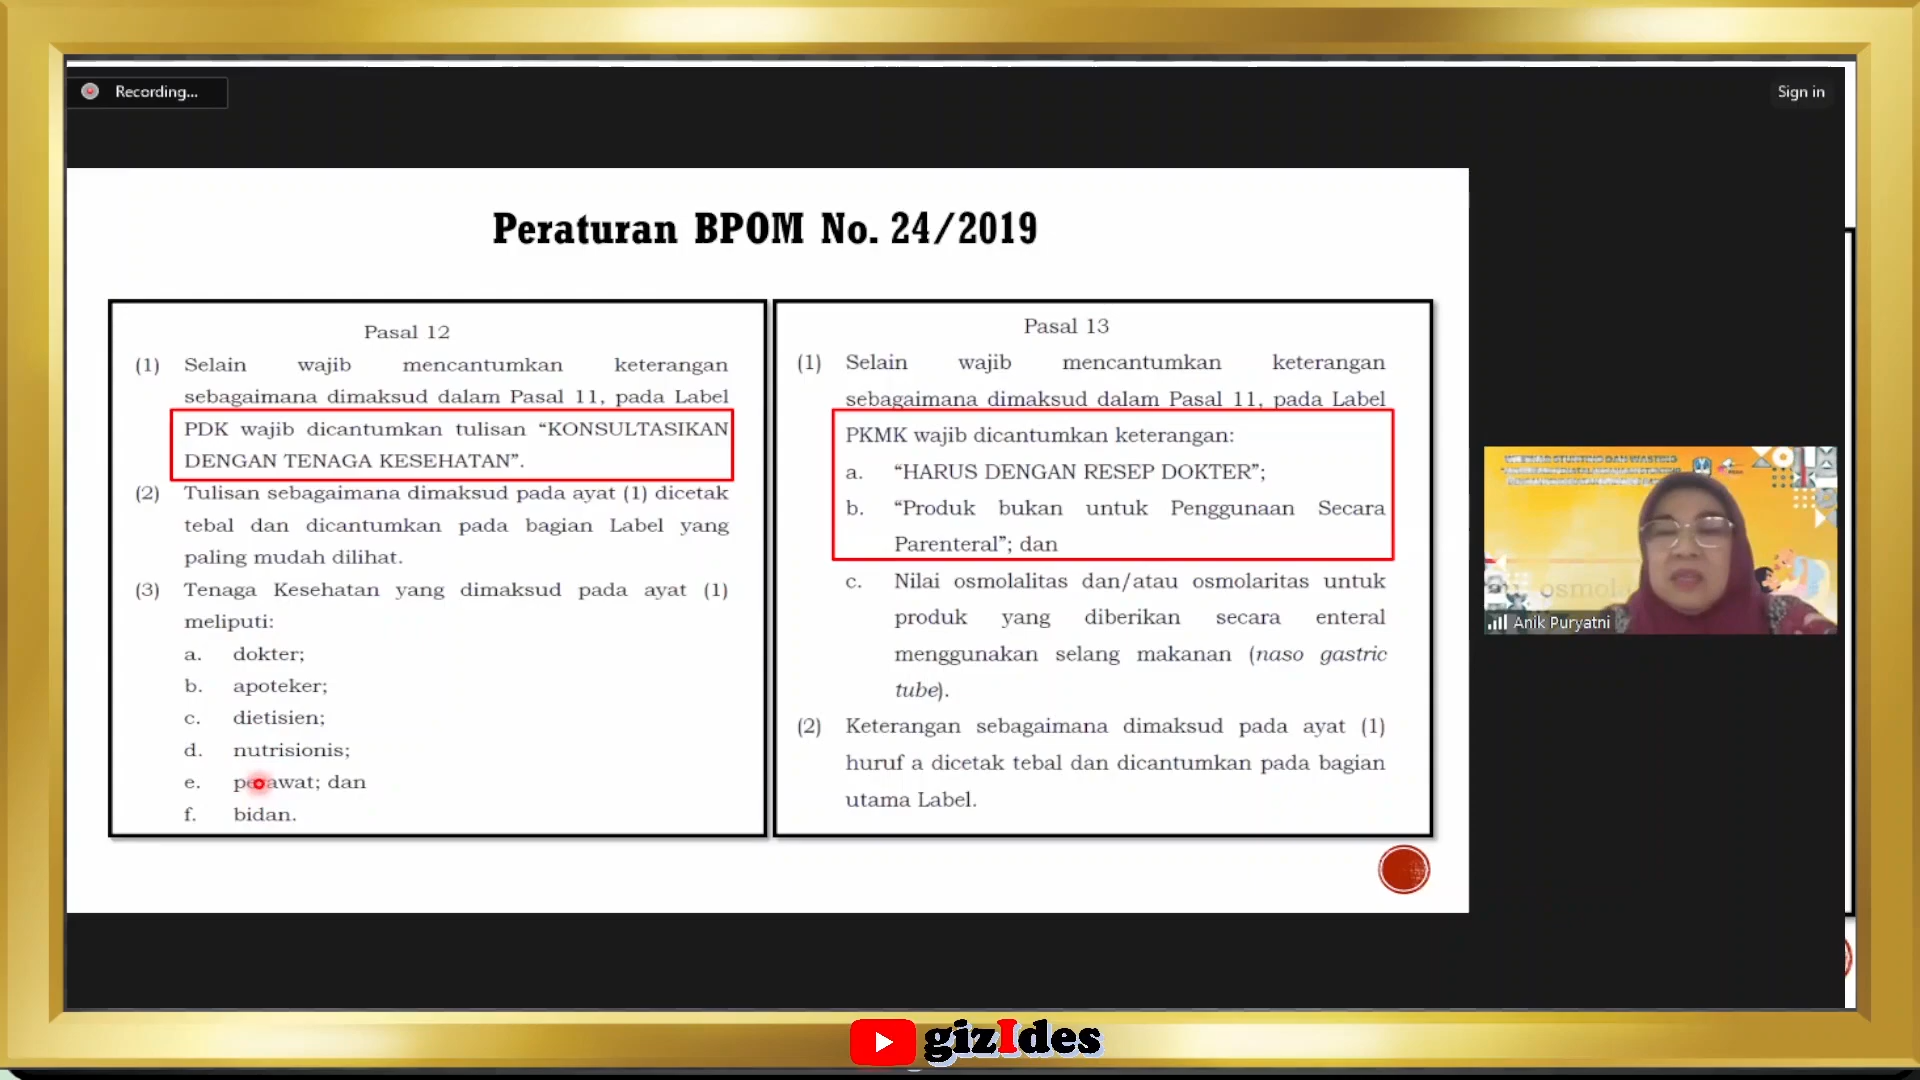 Recording...
Sign in
Peraturan BPOM No. 24/2019
Pasal 12
(1) Selain wajib mencantumkan keterangan
sebagaimana dimaksud dalam Pasal 11, pada Label
PDK wajib dicantumkan tulisan “KONSULTASIKAN
DENGAN TENAGA KESEHATAN”.
(2) Tulisan sebagaimana dimaksud pada ayat (1) dicetak
tebal dan dicantumkan pada bagian Label yang
paling mudah dilihat.
(3) Tenaga Kesehatan yang dimaksud pada ayat (1)
meliputi:
a. dokter;
b. apoteker;
c. dietisien;
d. nutrisionis;
e. perawat; dan
f. bidan.
Pasal 13
(1) Selain wajib mencantumkan keterangan
sebagaimana dimaksud dalam Pasal 11, pada Label
PKMK wajib dicantumkan keterangan:
a. “HARUS DENGAN RESEP DOKTER”;
b. “Produk bukan untuk Penggunaan Secara
Parenteral”; dan
c. Nilai osmolalitas dan/atau osmolaritas untuk
produk yang diberikan secara enteral
menggunakan selang makanan (naso gastric
tube).
(2) Keterangan sebagaimana dimaksud pada ayat (1)
huruf a dicetak tebal dan dicantumkan pada bagian
utama Label.
Anik Puryatni
gizIdes